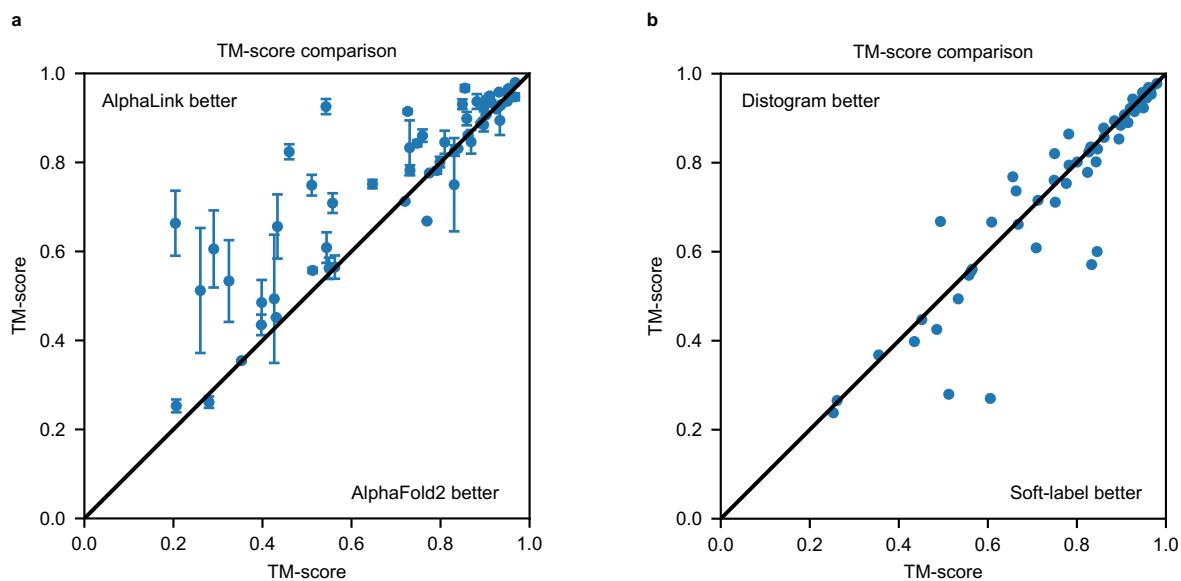 a
TM-score comparison
AlphaLink better
AlphaFold2 better
TM-score
1.0
0.8
0.6
0.4
0.2
0.0
0.0 0.2 0.4 0.6 0.8 1.0
TM-score
b
TM-score comparison
Distogram better
Soft-label better
TM-score
1.0
0.8
0.6
0.4
0.2
0.0
0.0 0.2 0.4 0.6 0.8 1.0
TM-score